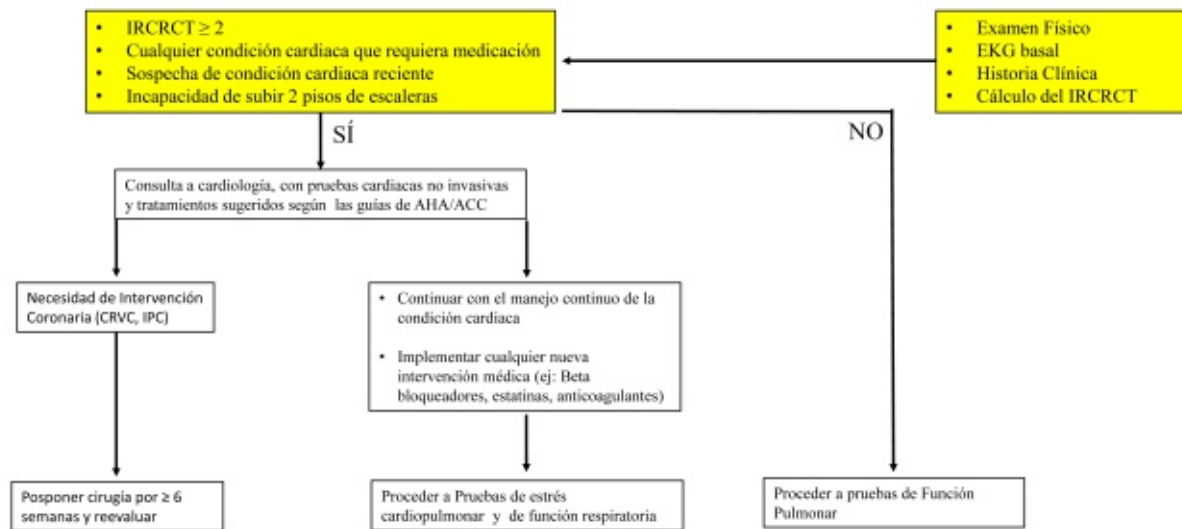 • IRCRCT ≥ 2
• Cualquier condición cardiaca que requiera medicación
• Sospecha de condición cardiaca reciente
• Incapacidad de subir 2 pisos de escaleras
• Examen Físico
• EKG basal
• Historia Clínica
• Cálculo del IRCRCT
SÍ
NO
Consulta a cardiología, con pruebas cardiacas no invasivas
y tratamientos sugeridos según las guías de AHA/ACC
Necesidad de Intervención
Coronaria (CRVC, IPC)
• Continuar con el manejo continuo de la
condición cardiaca
• Implementar cualquier nueva
intervención médica (ej: Beta
bloqueadores, estatinas, anticoagulantes)
Posponer cirugía por ≥ 6
semanas y reevaluar
Proceder a Pruebas de estrés
cardiopulmonar y de función respiratoria
Proceder a pruebas de Función
Pulmonar